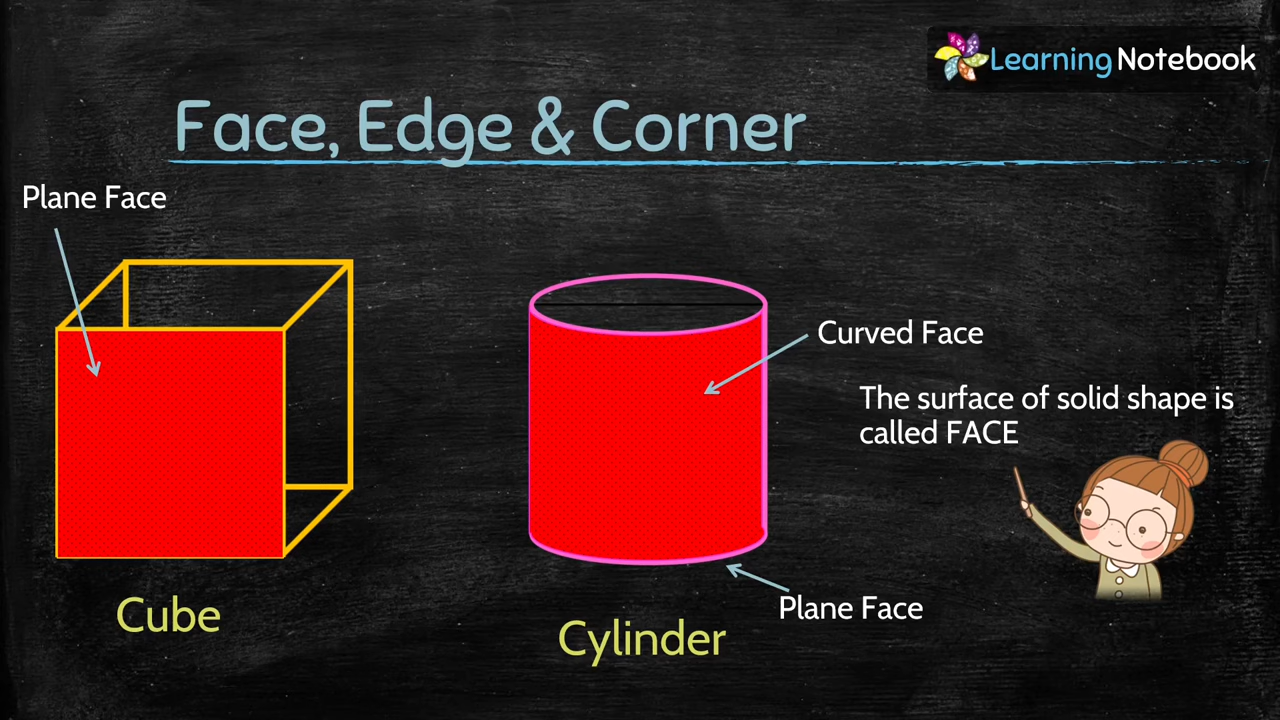 Learning Notebook
Face, Edge & Corner
Plane Face
Curved Face
The surface of solid shape is
called FACE
Plane Face
Cube
Cylinder